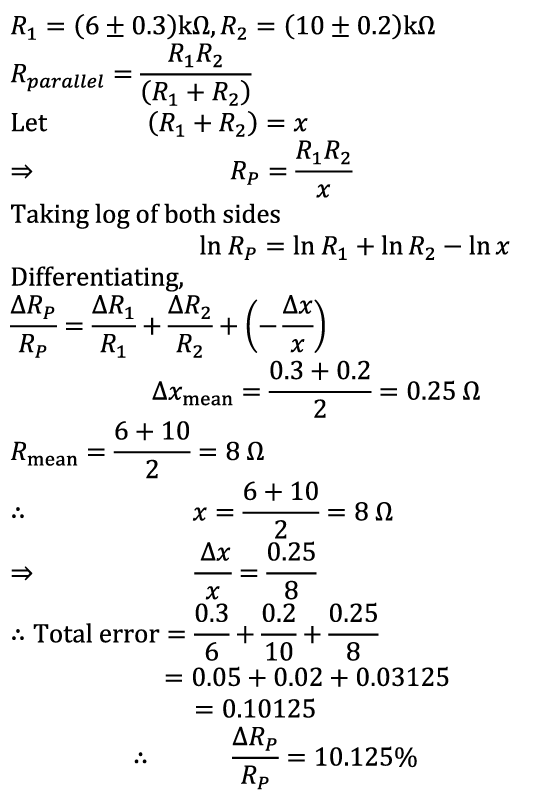 R₁ = (6 ± 0.3)kΩ, R₂ = (10 ± 0.2)kΩ
R_parallel = R₁R₂ / (R₁ + R₂)
Let (R₁ + R₂) = x
⇒ R_P = R₁R₂ / x
Taking log of both sides
ln R_P = ln R₁ + ln R₂ − ln x
Differentiating,
ΔR_P / R_P = ΔR₁ / R₁ + ΔR₂ / R₂ + (− Δx / x)
Δx_mean = (0.3 + 0.2) / 2 = 0.25 Ω
R_mean = (6 + 10) / 2 = 8 Ω
∴ x = (6 + 10) / 2 = 8 Ω
⇒ Δx / x = 0.25 / 8
∴ Total error = 0.3 / 6 + 0.2 / 10 + 0.25 / 8
= 0.05 + 0.02 + 0.03125
= 0.10125
∴ ΔR_P / R_P = 10.125%